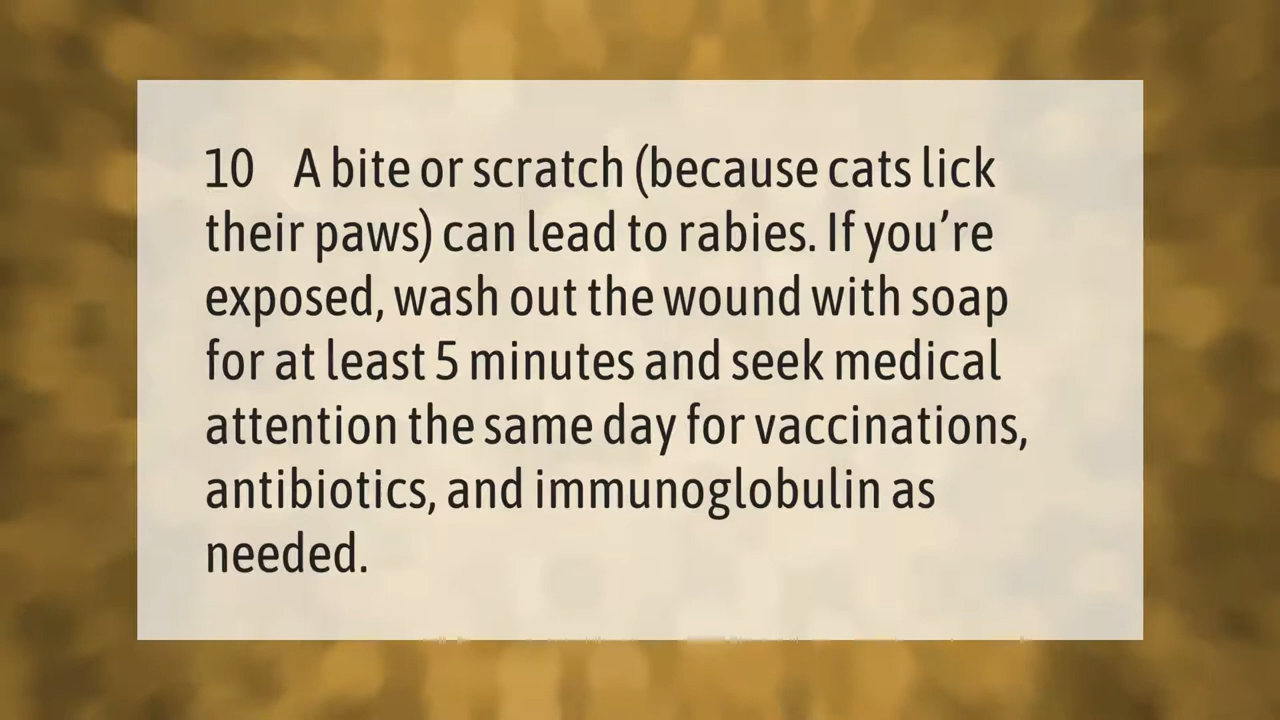 10 A bite or scratch (because cats lick
their paws) can lead to rabies. If you’re
exposed, wash out the wound with soap
for at least 5 minutes and seek medical
attention the same day for vaccinations,
antibiotics, and immunoglobulin as
needed.